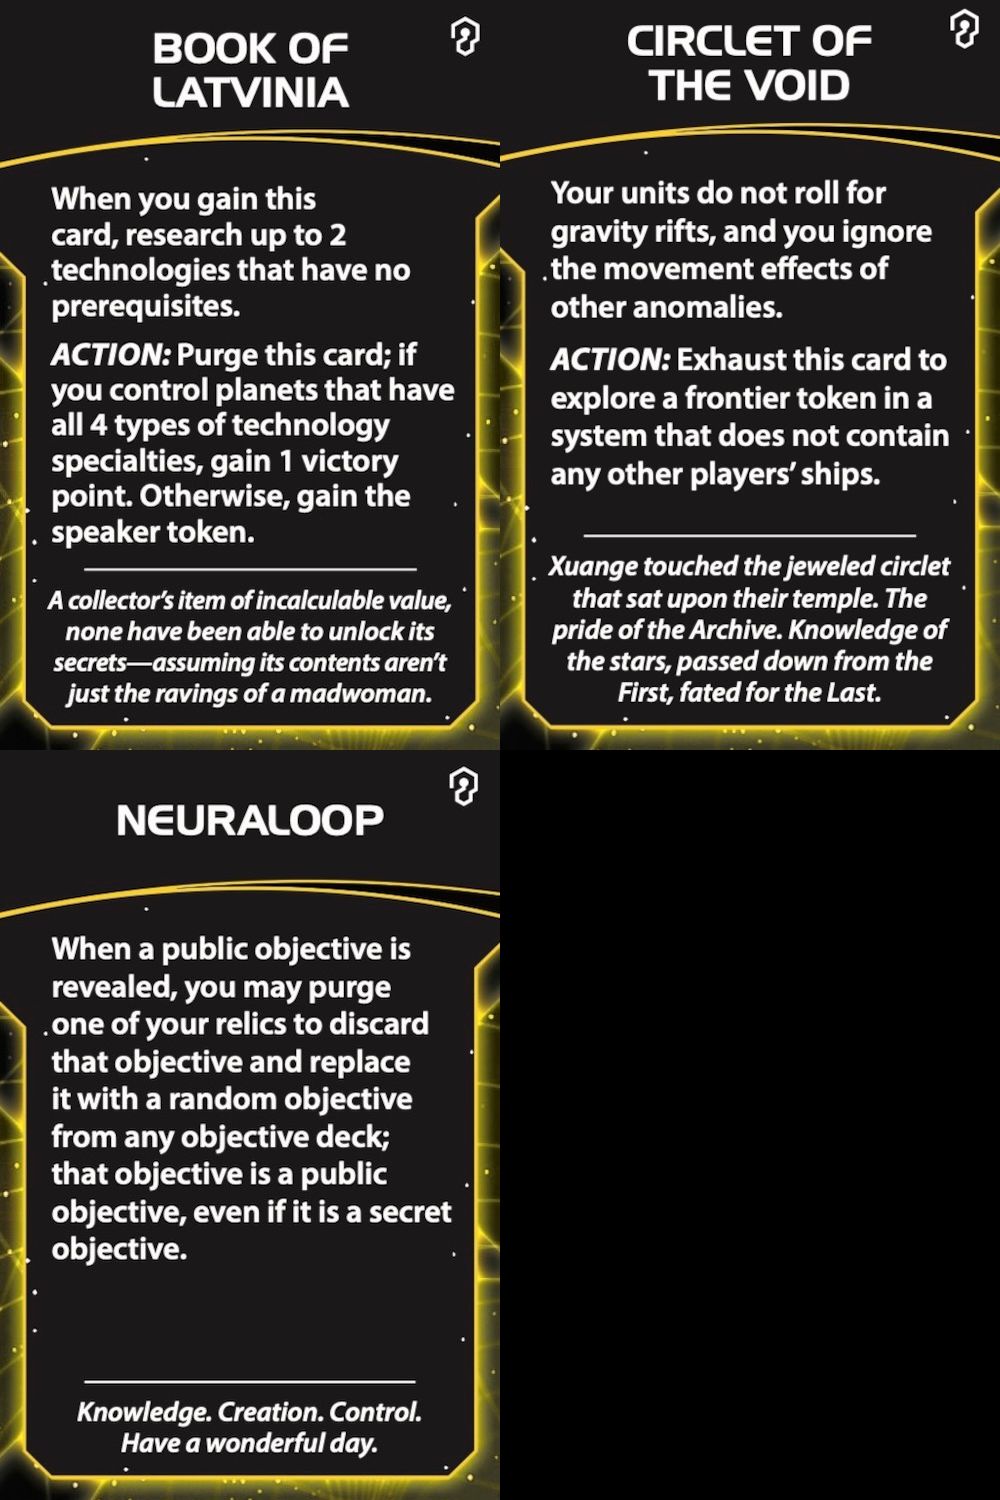 BOOK OF
LATVINIA
When you gain this
card, research up to 2
technologies that have no
prerequisites.
ACTION: Purge this card; if
you control planets that have
all 4 types of technology
specialties, gain 1 victory
point. Otherwise, gain the
speaker token.
A collector's item of incalculable value,
none have been able to unlock its
secrets—assuming its contents aren't
just the ravings of a madwoman.
CIRCLET OF
THE VOID
Your units do not roll for
gravity rifts, and you ignore
the movement effects of
other anomalies.
ACTION: Exhaust this card to
explore a frontier token in a
system that does not contain
any other players' ships.
Xuange touched the jeweled circlet
that sat upon their temple. The
pride of the Archive. Knowledge of
the stars, passed down from the
First, fated for the Last.
NEURALOOP
When a public objective is
revealed, you may purge
one of your relics to discard
that objective and replace
it with a random objective
from any objective deck;
that objective is a public
objective, even if it is a secret
objective.
Knowledge. Creation. Control.
Have a wonderful day.